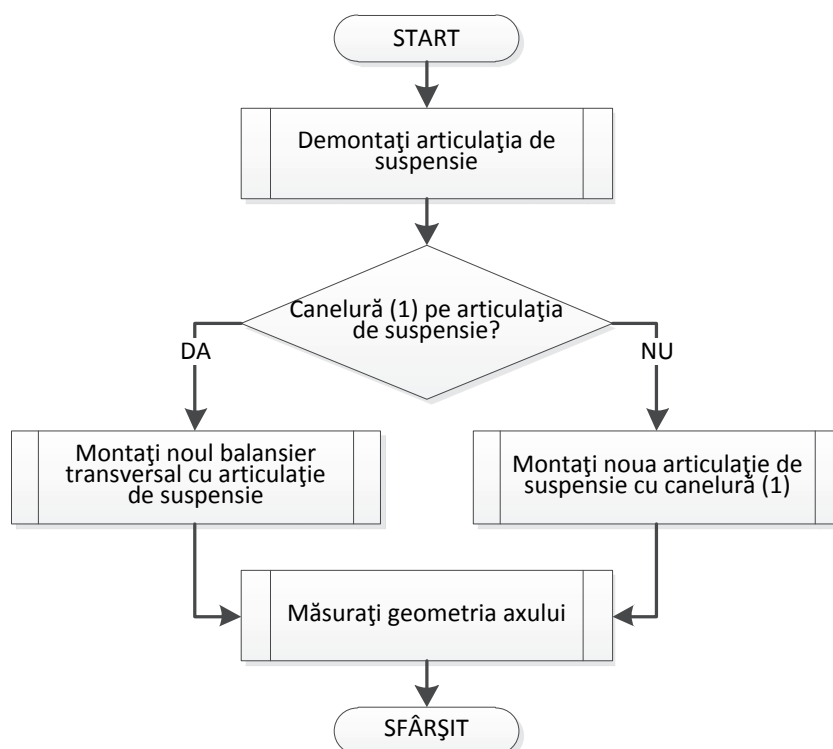 START
Demontaţi articulaţia de
suspensie
Canelură (1) pe articulaţia
de suspensie?
DA
NU
Montaţi noul balansier
transversal cu articulaţie
de suspensie
Montaţi noua articulaţie de
suspensie cu canelură (1)
Măsuraţi geometria axului
SFÂRŞIT